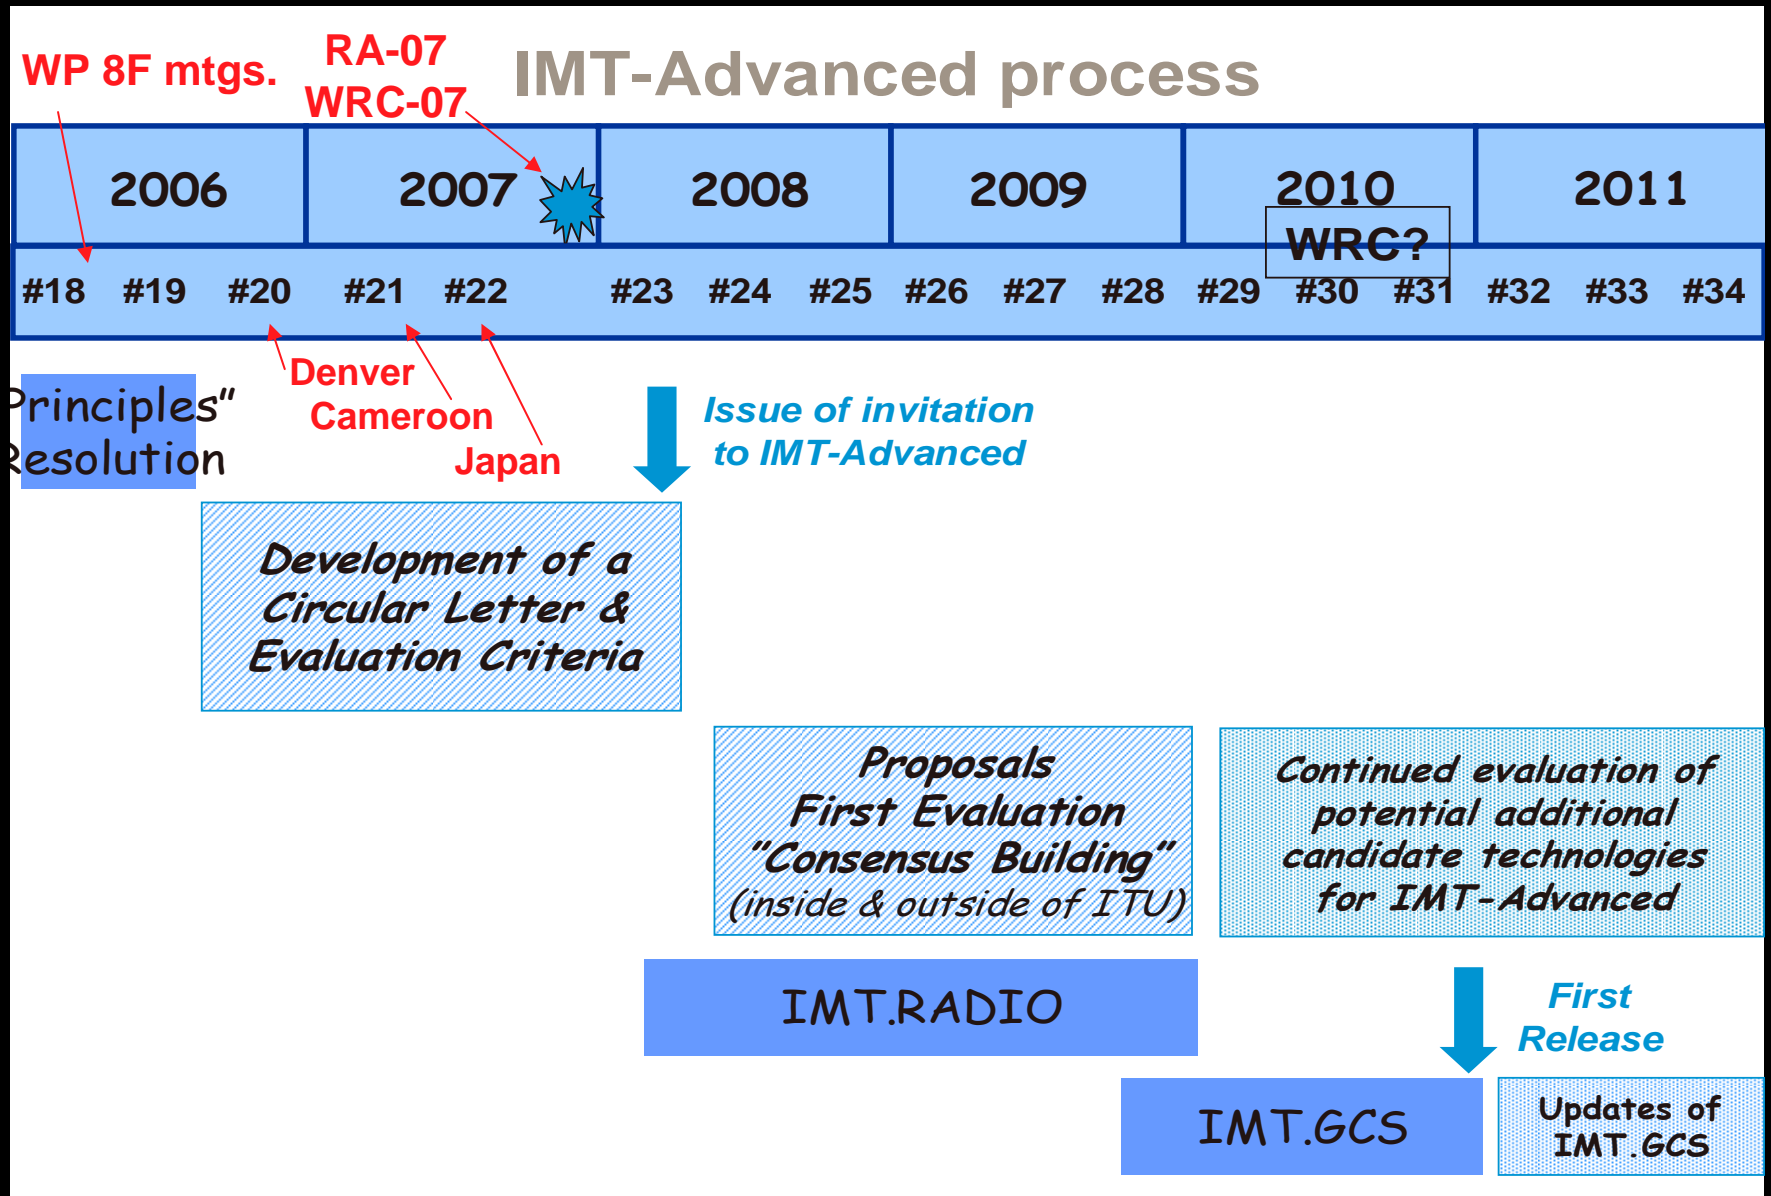 IMT-Advanced process
WP 8F mtgs.
RA-07
WRC-07
2006
2007
2008
2009
2010
2011
WRC?
#18 #19 #20 #21 #22 #23 #24 #25 #26 #27 #28 #29 #30 #31 #32 #33 #34
Denver
Cameroon
Japan
Principles"
Resolution
Issue of invitation
to IMT-Advanced
Development of a
Circular Letter &
Evaluation Criteria
Proposals
First Evaluation
"Consensus Building"
(inside & outside of ITU)
Continued evaluation of
potential additional
candidate technologies
for IMT-Advanced
IMT.RADIO
First
Release
IMT.GCS
Updates of
IMT.GCS